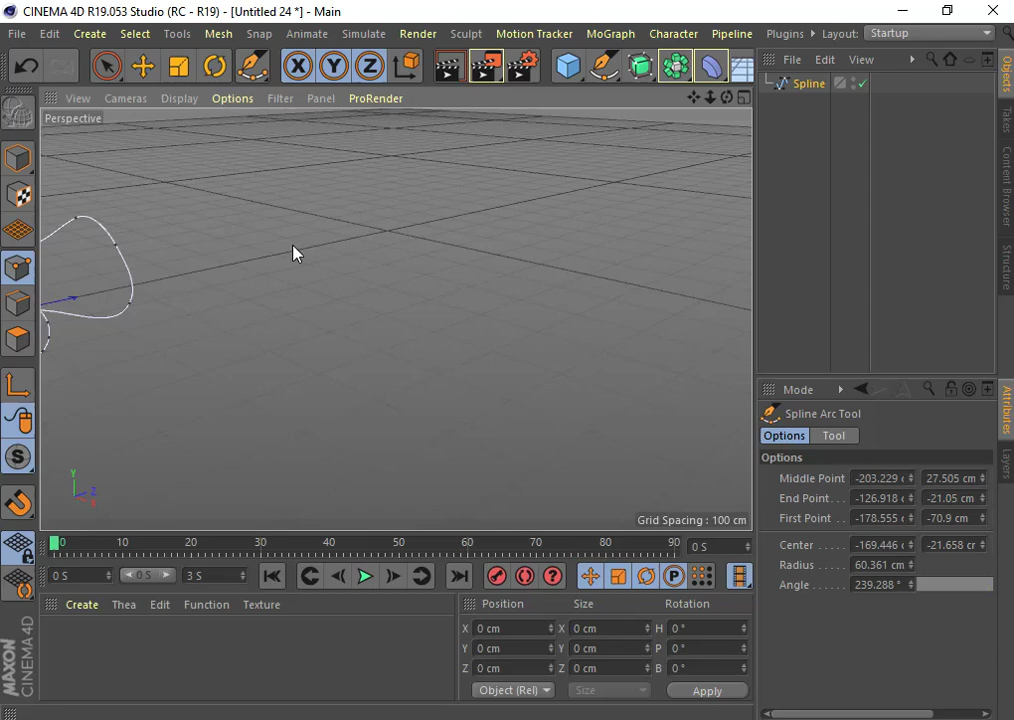 CINEMA 4D R19.053 Studio (RC - R19) - [Untitled 24 *] - Main
File Edit Create Select Tools Mesh Snap Animate Simulate Render Sculpt Motion Tracker MoGraph Character Pipeline Plugins Layout: Startup
X Y Z
File Edit View
View Cameras Display Options Filter Panel ProRender
Perspective
Spline
Objects
Takes
Content Browser
Structure
Mode
Spline Arc Tool
Options Tool
Options
Middle Point -203.229 c 27.505 cm
End Point. . . -126.918 -21.05 cm
First Point . . -178.555 -70.9 cm
Center . . . . . -169.446 -21.658 cr
Radius . . . . . 60.361 cm
Angle . . . . . . 239.288 °
Attributes
Layers
Y
Z
X
Grid Spacing : 100 cm
0 10 20 30 40 50 60 70 80 90 0 S
0 S 0 S 3 S
P
S
Create Thea Edit Function Texture
Position Size Rotation
X 0 cm X 0 cm H 0 °
Y 0 cm Y 0 cm P 0 °
Z 0 cm Z 0 cm B 0 °
Object (Rel) Size Apply
MAXON
CINEMA 4D